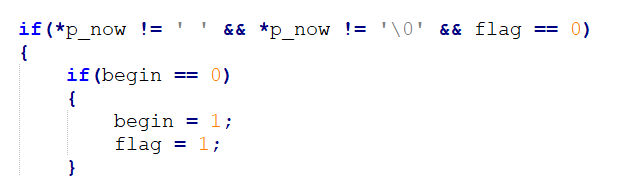 if(*p_now != ' ' && *p_now != '\0' && flag == 0)
{
    if(begin == 0)
    {
        begin = 1;
        flag = 1;
    }